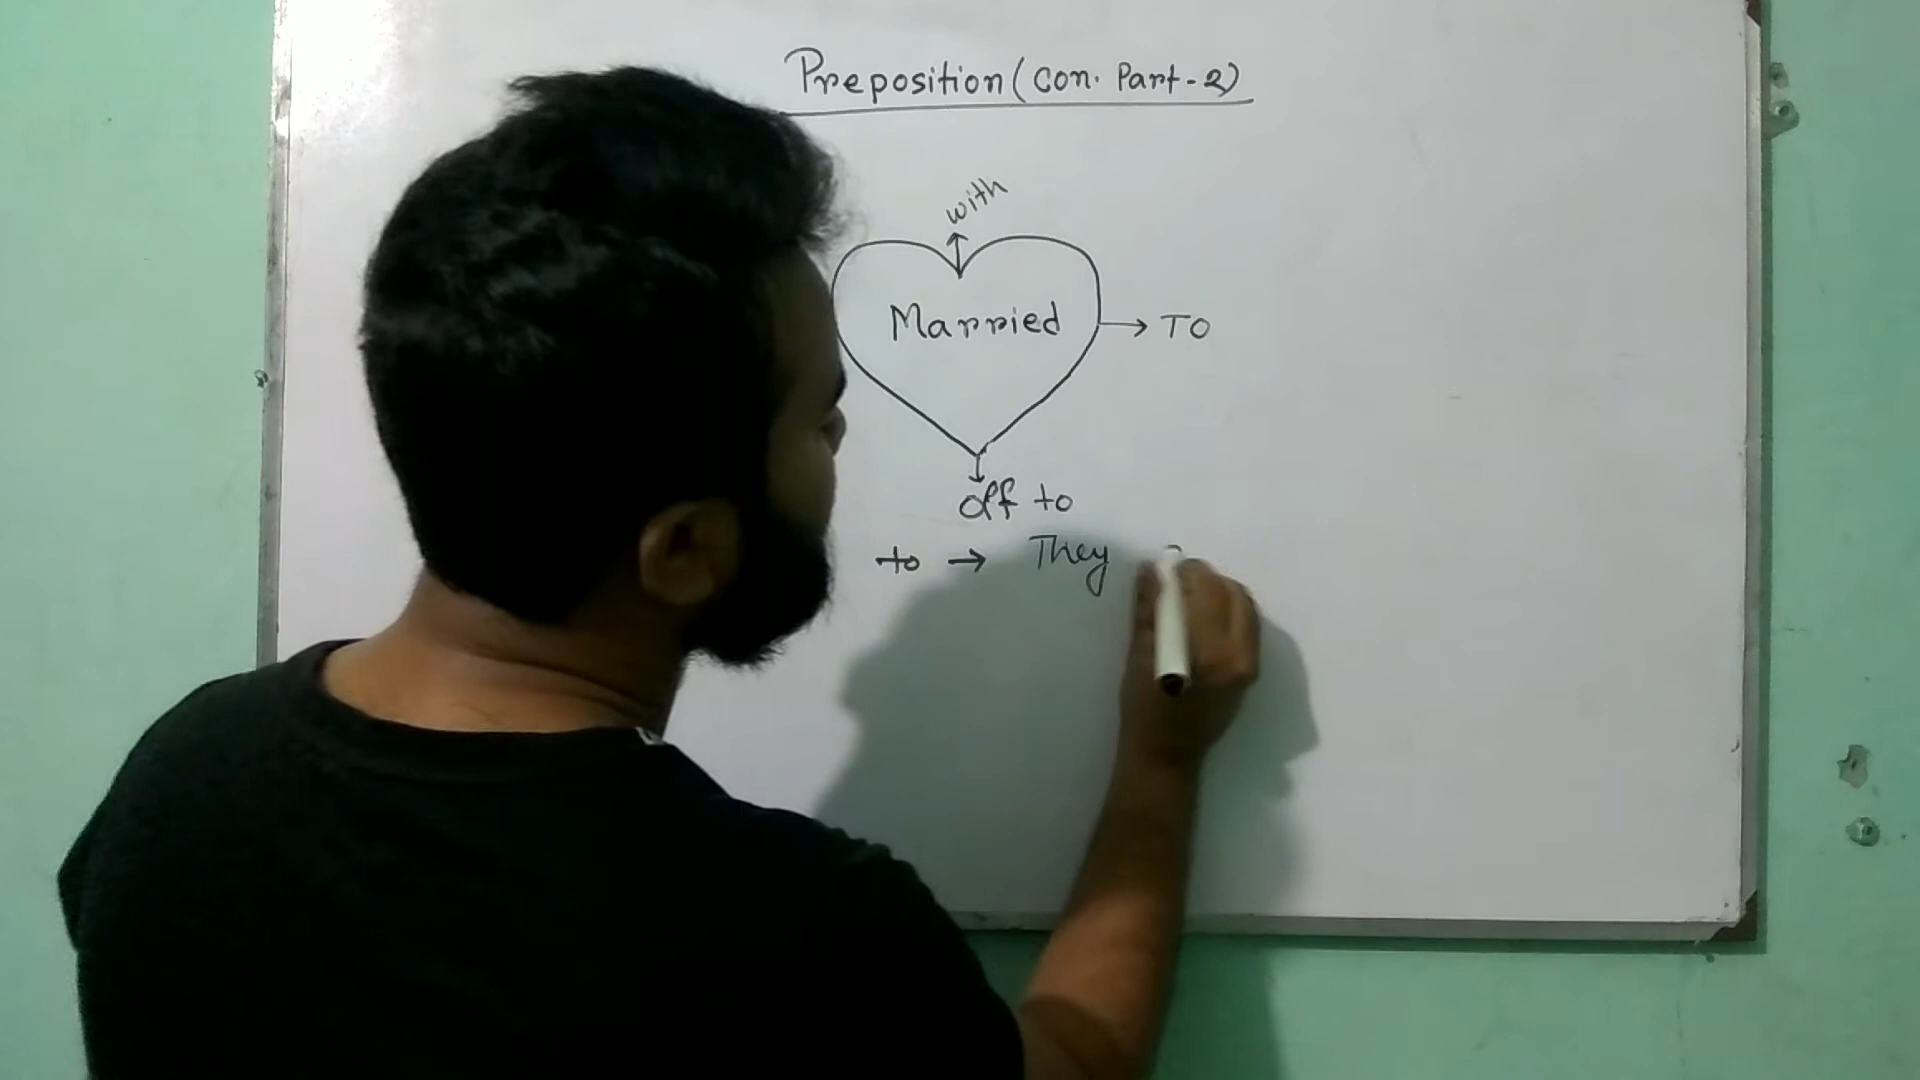 Preposition (Con. Part-2)
with
Married → TO
off to
to → They